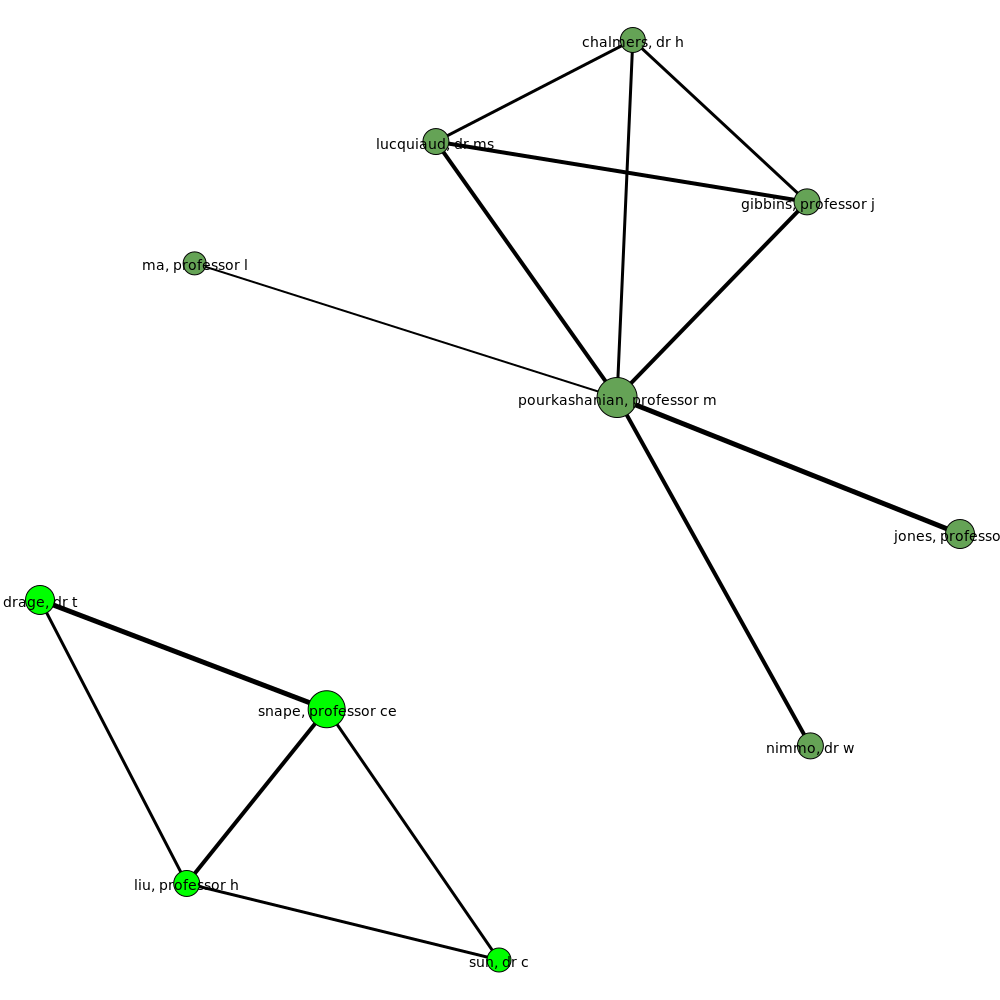 chalmers, dr h
lucquiaud, dr ms
gibbins, professor j
ma, professor l
pourkashanian, professor m
jones, professo
drage, dr t
snape, professor ce
nimmo, dr w
liu, professor h
sun, dr c